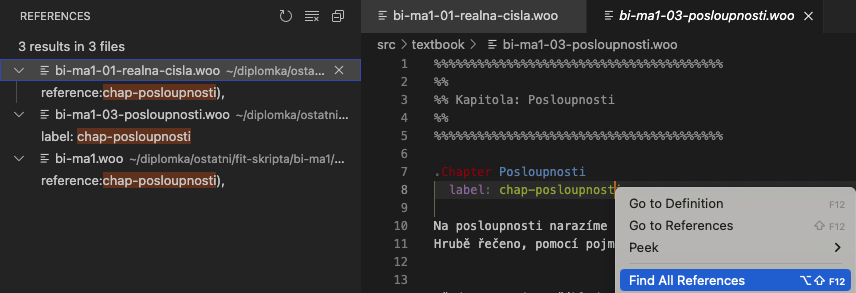 REFERENCES
3 results in 3 files
bi-ma1-01-realna-cisla.woo ~/diplomka/osta...
reference:chap-posloupnosti),
bi-ma1-03-posloupnosti.woo ~/diplomka/ostatni...
label: chap-posloupnosti
bi-ma1.woo ~/diplomka/ostatni/fit-skripta/bi-ma1/...
reference:chap-posloupnosti),
bi-ma1-01-realna-cisla.woo
bi-ma1-03-posloupnosti.woo
src > textbook > bi-ma1-03-posloupnosti.woo
1 %%%%%%%%%%%%%%%%%%%%%%%%%%%%%%%%%%%%%%%
2 %%
3 %% Kapitola: Posloupnosti
4 %%
5 %%%%%%%%%%%%%%%%%%%%%%%%%%%%%%%%%%%%%%%
6
7 .Chapter Posloupnosti
8 label: chap-posloupnost
9
10 Na posloupnosti narazíme
11 Hrubě řečeno, pomocí pojm
12
13
Go to Definition F12
Go to References ⇧ F12
Peek >
Find All References ⌥⇧ F12